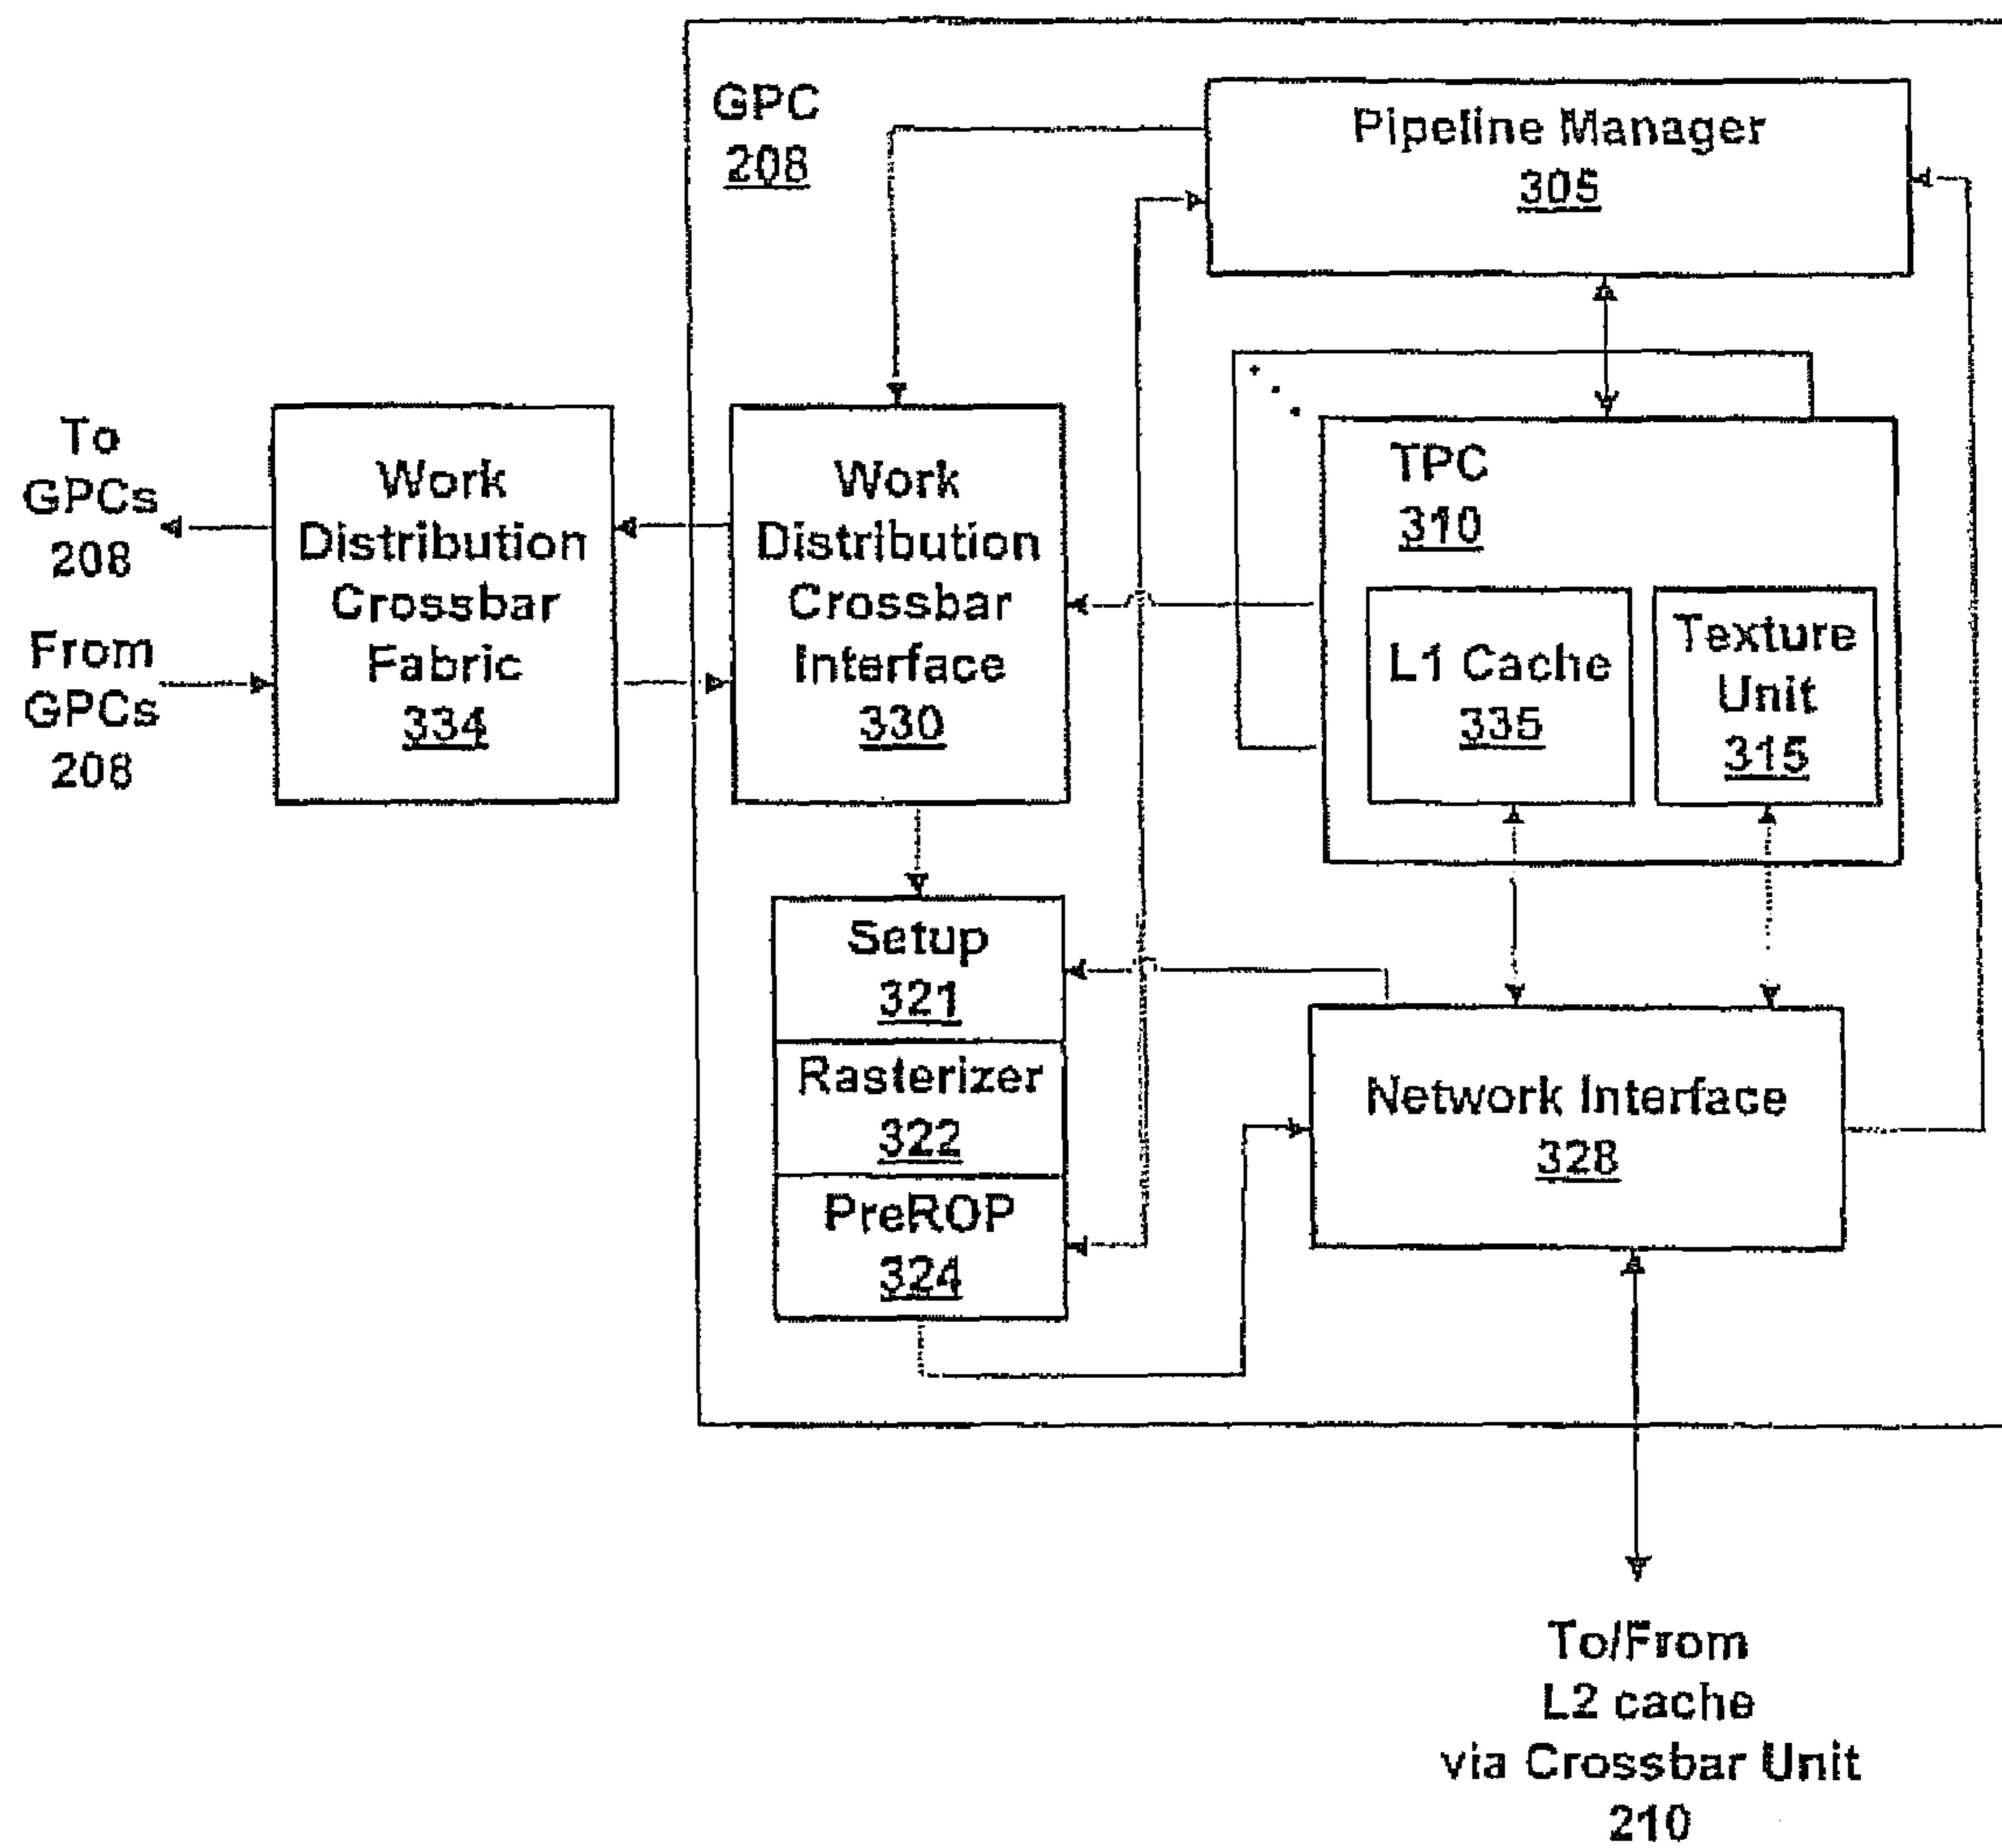 GPC
208
Pipeline Manager
305
To
GPCs
208
From
GPCs
208
Work
Distribution
Crossbar
Fabric
334
Work
Distribution
Crossbar
Interface
330
TPC
310
L1 Cache
335
Texture
Unit
315
Setup
321
Rasterizer
322
PreROP
324
Network Interface
328
To/From
L2 cache
via Crossbar Unit
210